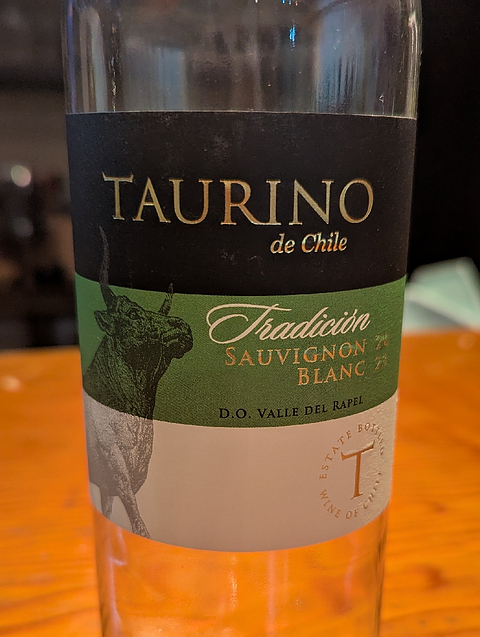 TAURINO
de Chile
Tradición
SAUVIGNON
BLANC
D.O. VALLE DEL RAPEL
ESTATE BOTTLED
T
WINE OF CHILE